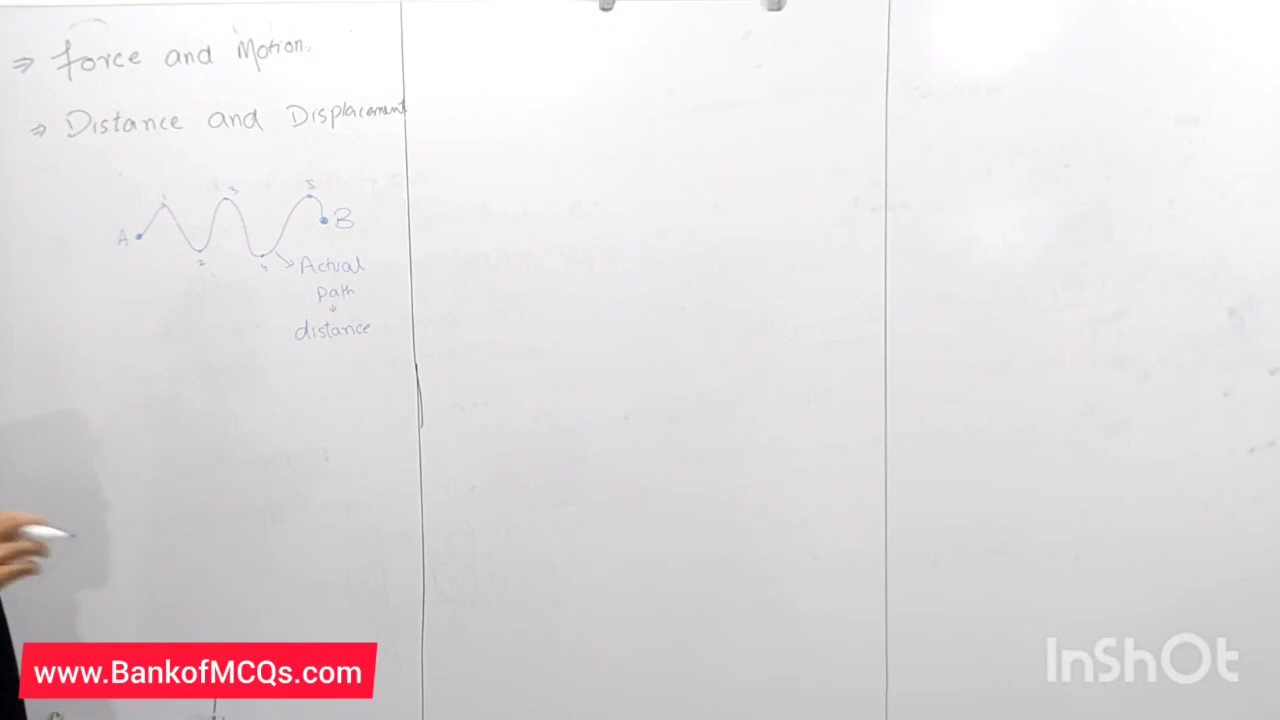 ⇒ Force and Motion.
⇒ Distance and Displacement
1 3 5
A B
2 4
Actual
path
distance
www.BankofMCQs.com
InShOt